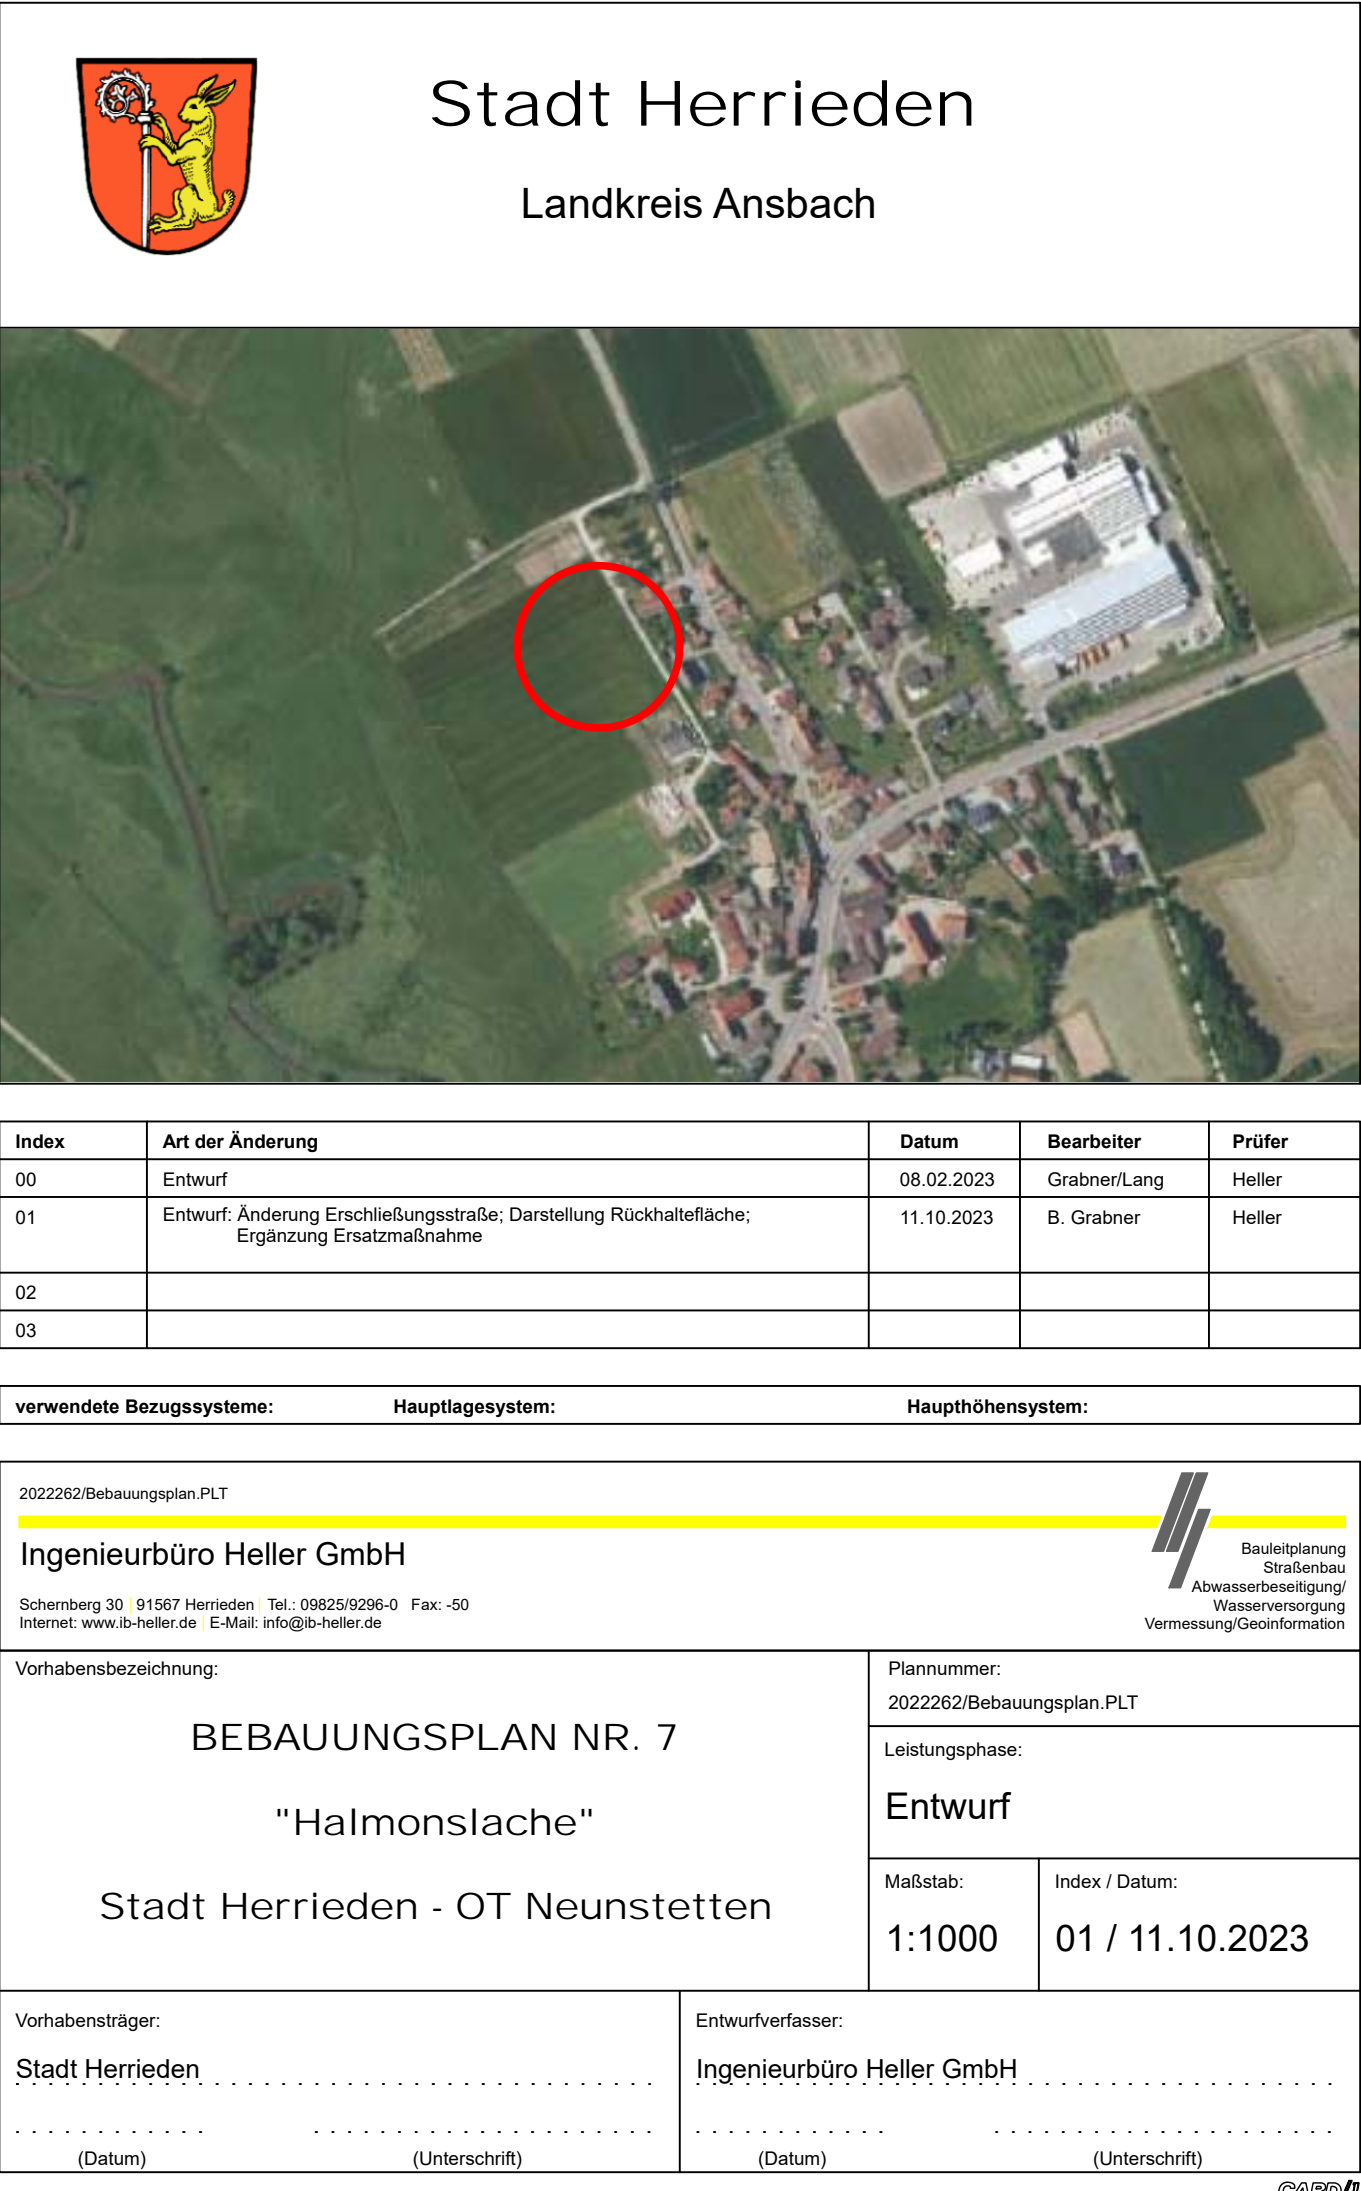 Stadt Herrieden
Landkreis Ansbach
Index Art der Änderung Datum Bearbeiter Prüfer
00 Entwurf 08.02.2023 Grabner/Lang Heller
01 Entwurf: Änderung Erschließungsstraße; Darstellung Rückhaltefläche; 11.10.2023 B. Grabner Heller
Ergänzung Ersatzmaßnahme
02
03
verwendete Bezugssysteme: Hauptlagesystem: Haupthöhensystem:
2022262/Bebauungsplan.PLT
Ingenieurbüro Heller GmbH
Schernberg 30 | 91567 Herrieden | Tel.: 09825/9296-0 Fax: -50
Internet: www.ib-heller.de | E-Mail: info@ib-heller.de
Bauleitplanung
Straßenbau
Abwasserbeseitigung/
Wasserversorgung
Vermessung/Geoinformation
Vorhabensbezeichnung:
BEBAUUNGSPLAN NR. 7
"Halmonslache"
Stadt Herrieden - OT Neunstetten
Plannummer:
2022262/Bebauungsplan.PLT
Leistungsphase:
Entwurf
Maßstab:
1:1000
Index / Datum:
01 / 11.10.2023
Vorhabensträger:
Stadt Herrieden
(Datum) (Unterschrift)
Entwurfverfasser:
Ingenieurbüro Heller GmbH
(Datum) (Unterschrift)